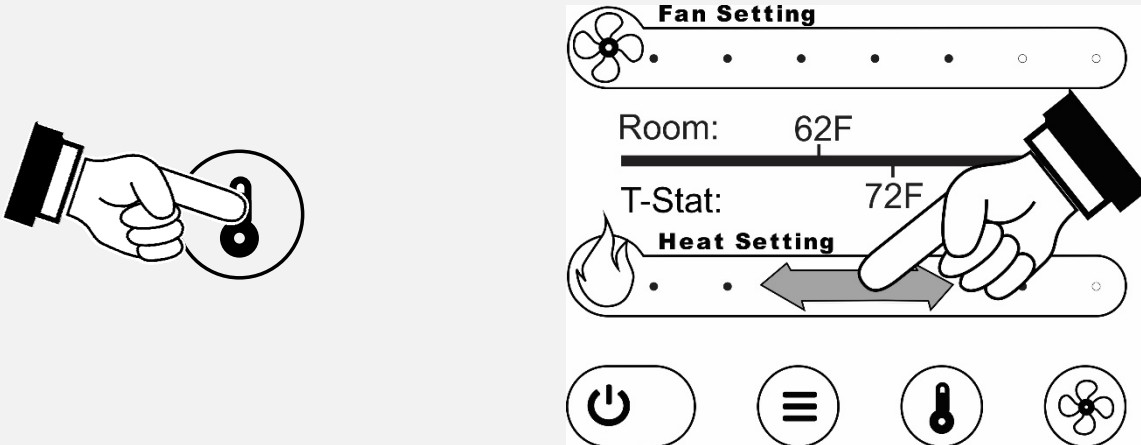 Fan Setting
Room: 62F
T-Stat: 72F
Heat Setting